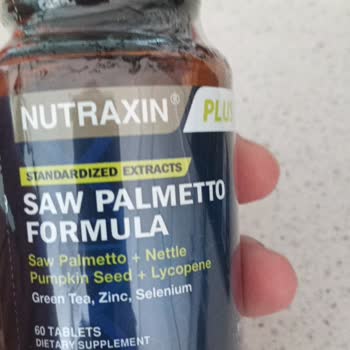 NUTRAXIN® PLUS
STANDARDIZED EXTRACTS
SAW PALMETTO
FORMULA
Saw Palmetto + Nettle
Pumpkin Seed + Lycopene
Green Tea, Zinc, Selenium
60 TABLETS
DIETARY SUPPLEMENT